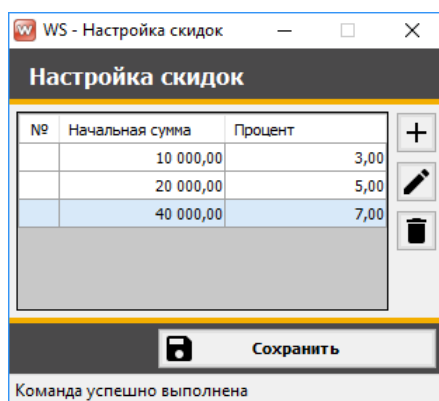 WS - Настройка скидок
Настройка скидок
№ Начальная сумма Процент
10 000,00 3,00
20 000,00 5,00
40 000,00 7,00
Сохранить
Команда успешно выполнена